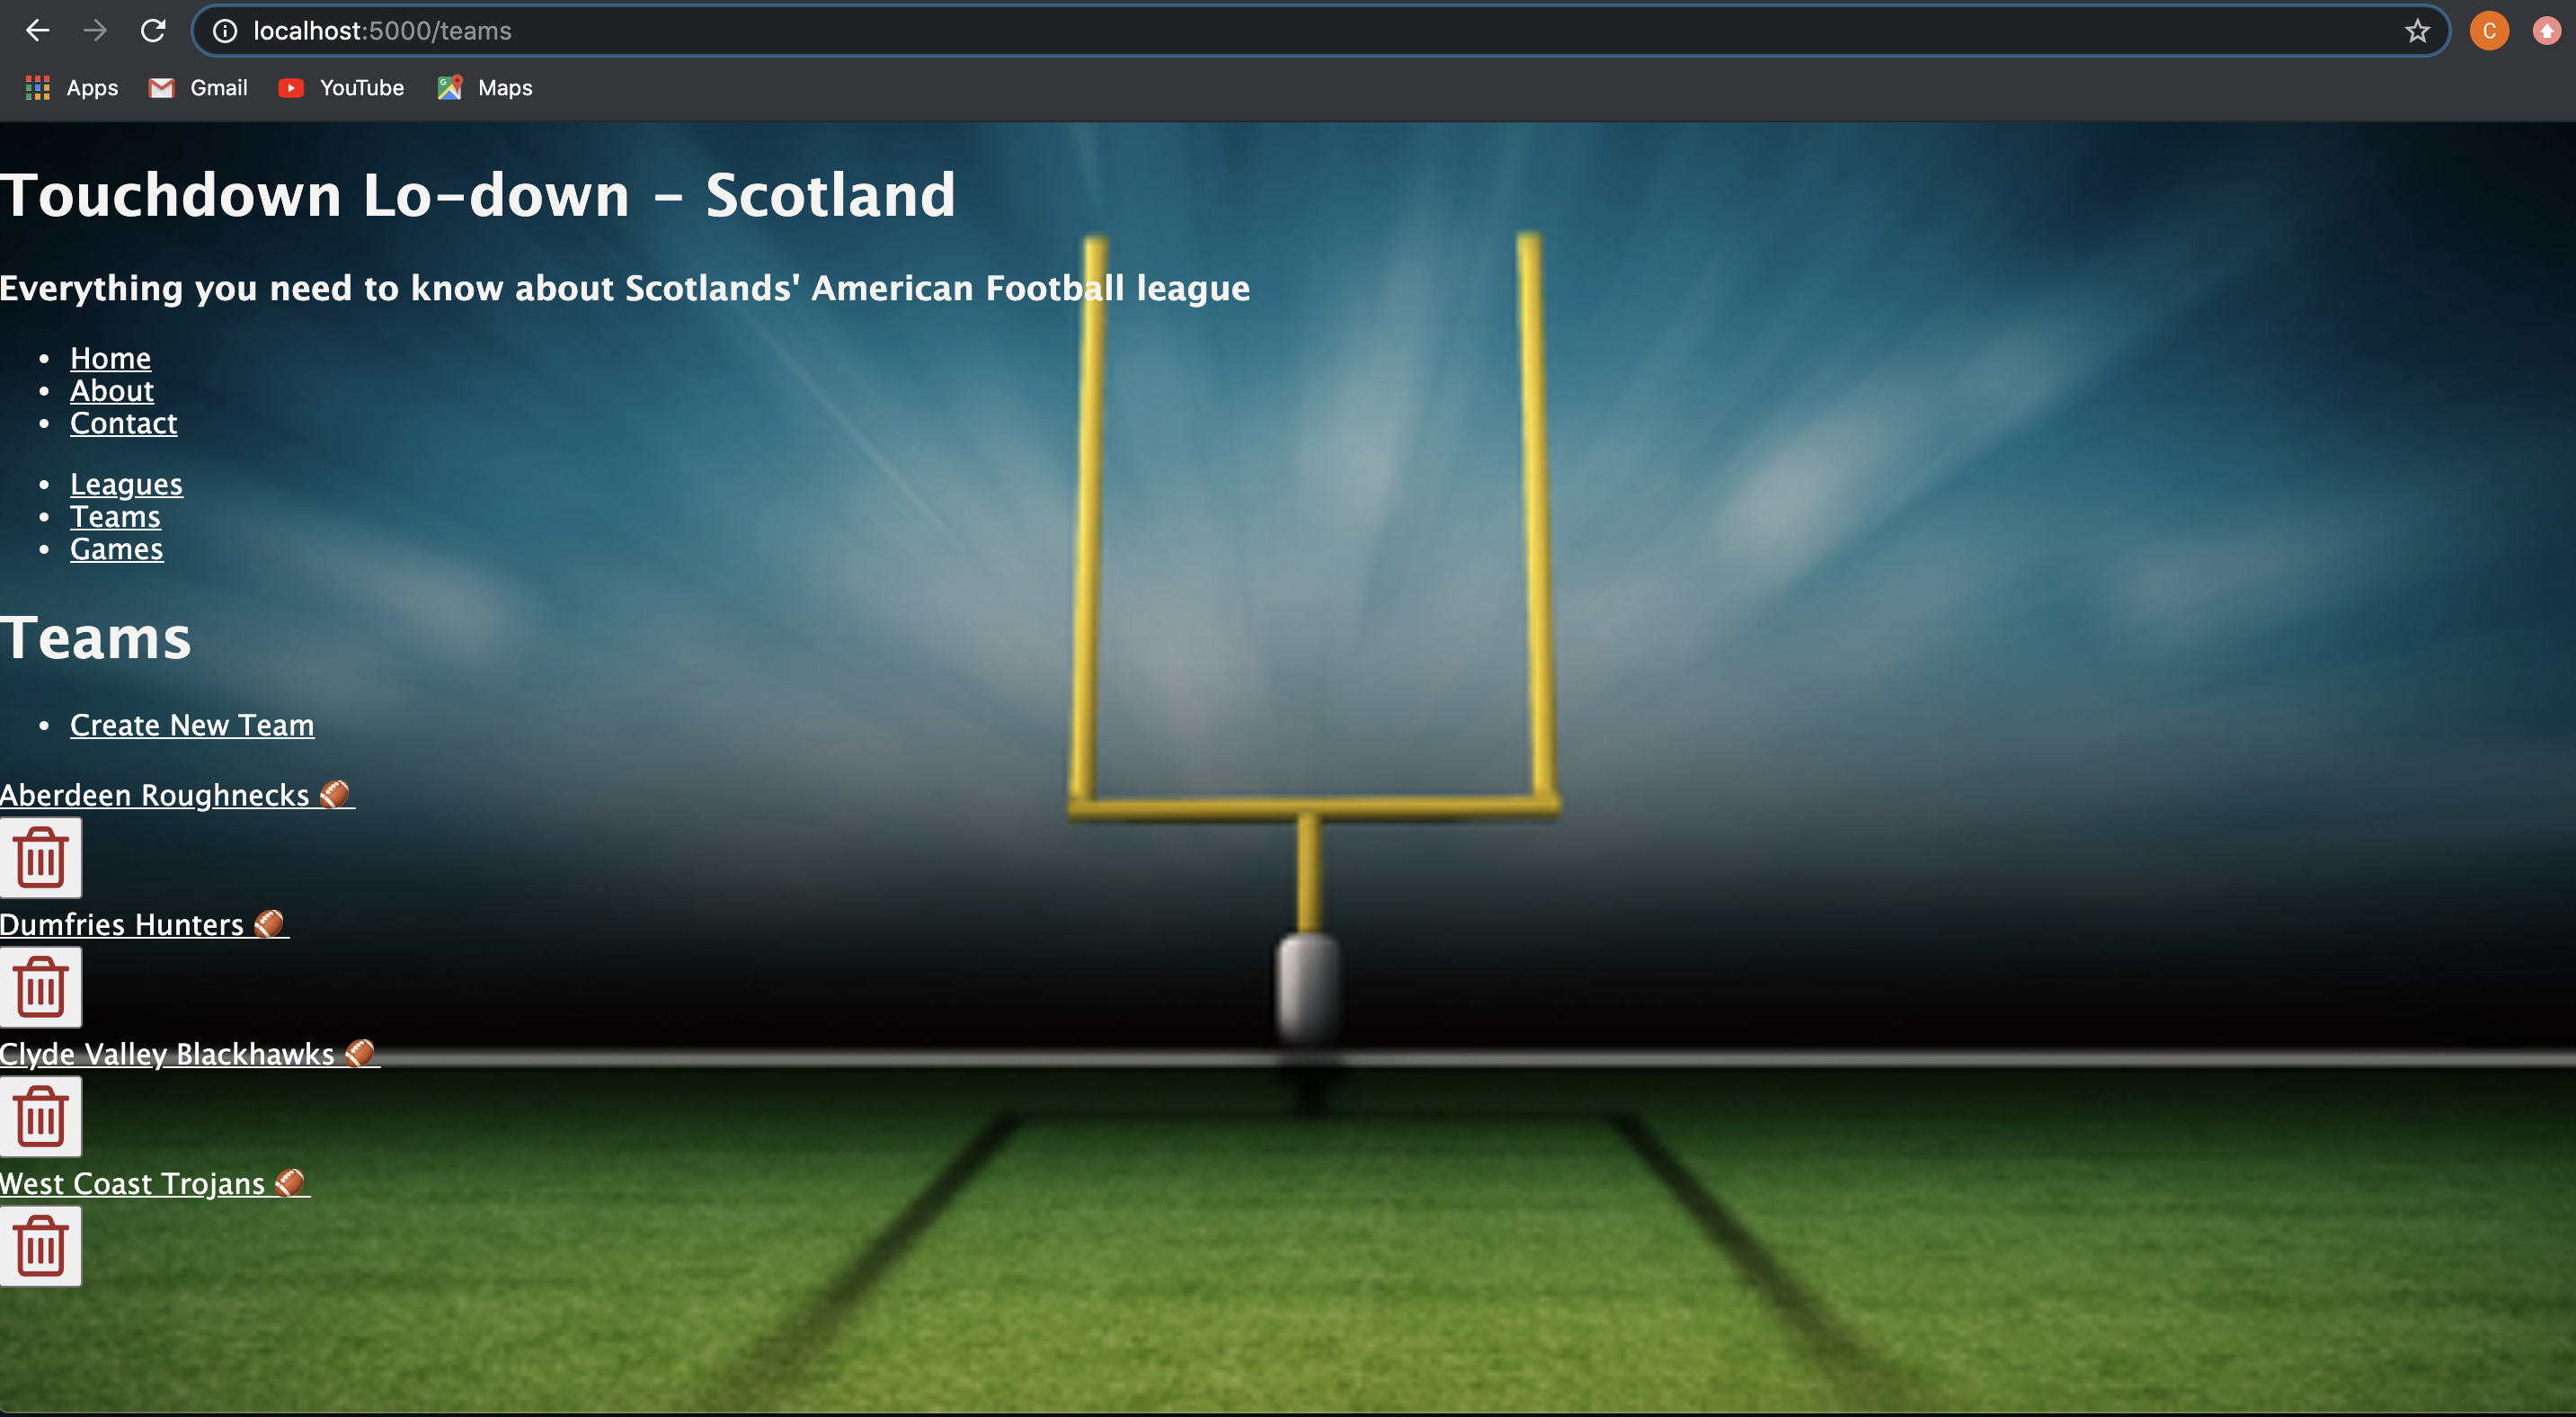 localhost:5000/teams
C
Apps Gmail YouTube Maps
Touchdown Lo-down - Scotland
Everything you need to know about Scotlands' American Football league
Home
About
Contact
Leagues
Teams
Games
Teams
Create New Team
Aberdeen Roughnecks 🏈
Dumfries Hunters 🏈
Clyde Valley Blackhawks 🏈
West Coast Trojans 🏈